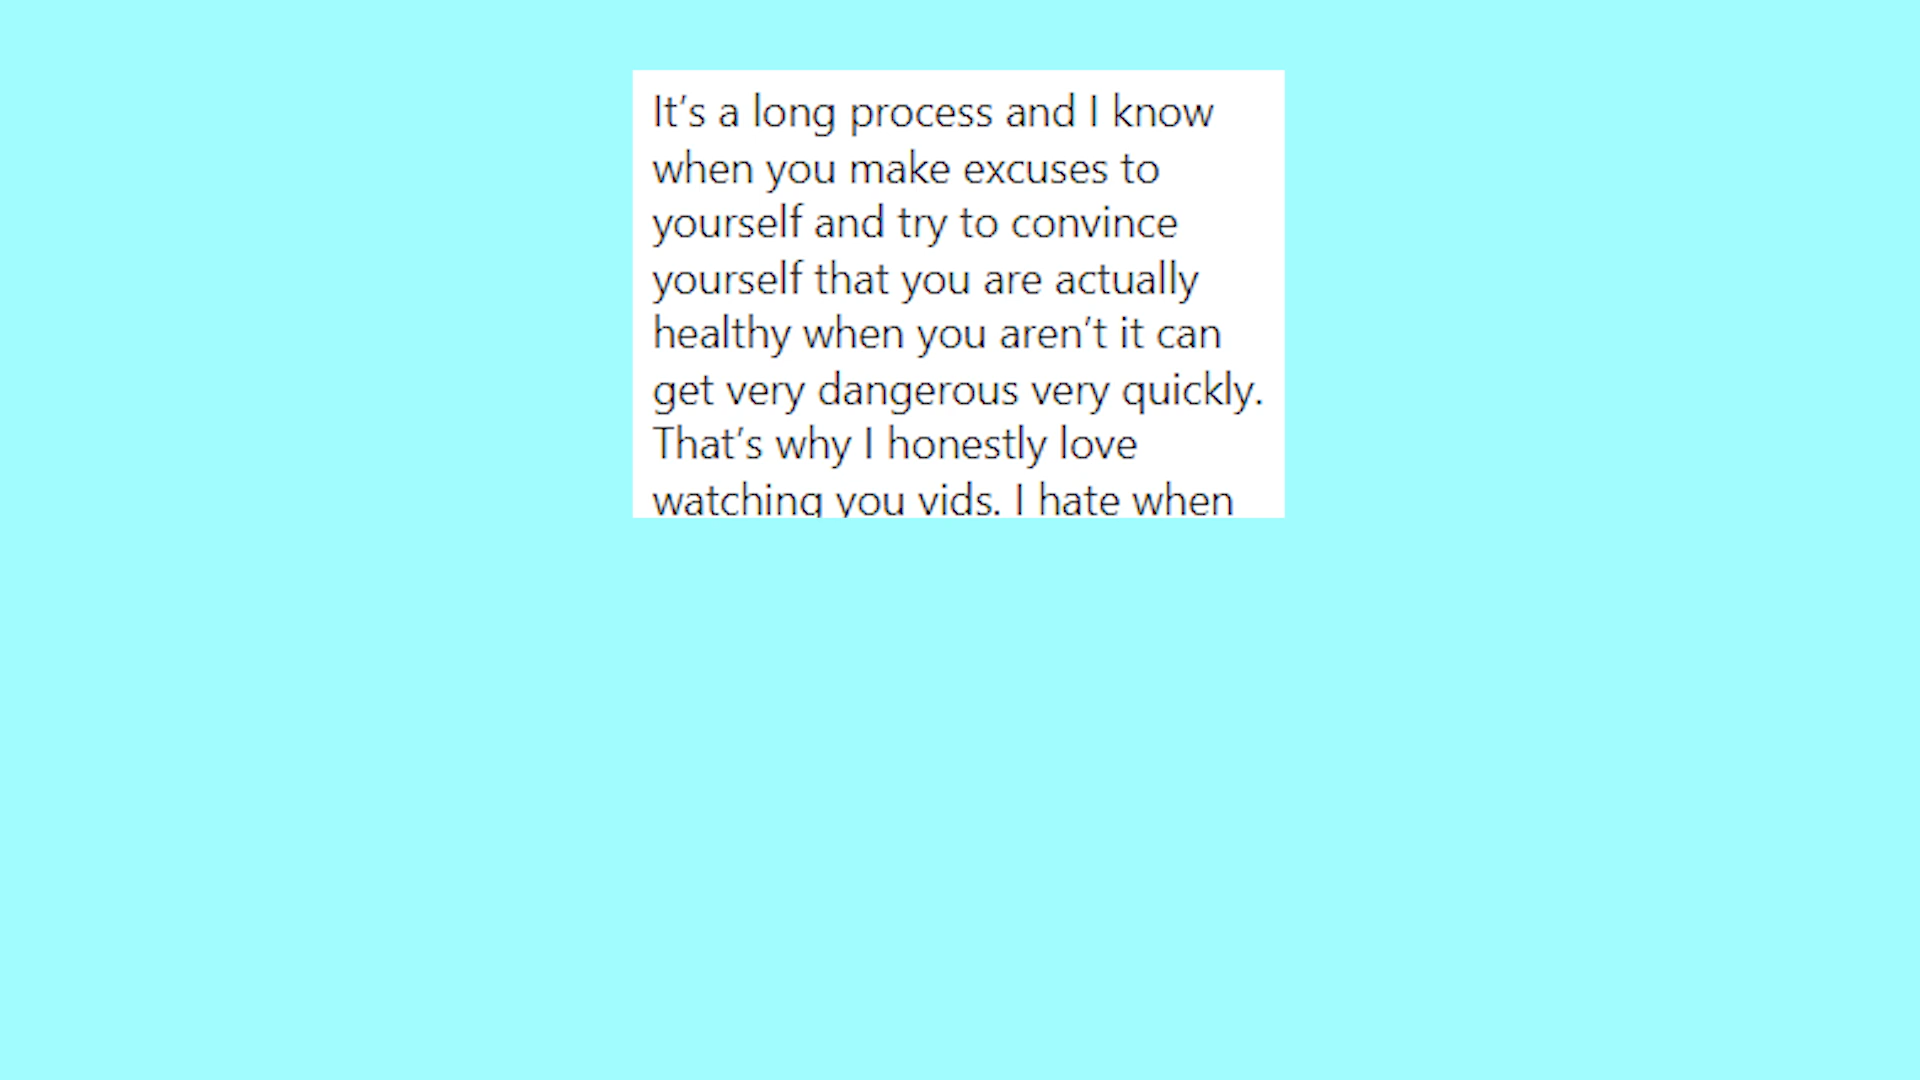 It’s a long process and I know
when you make excuses to
yourself and try to convince
yourself that you are actually
healthy when you aren’t it can
get very dangerous very quickly.
That’s why I honestly love
watching you vids. I hate when